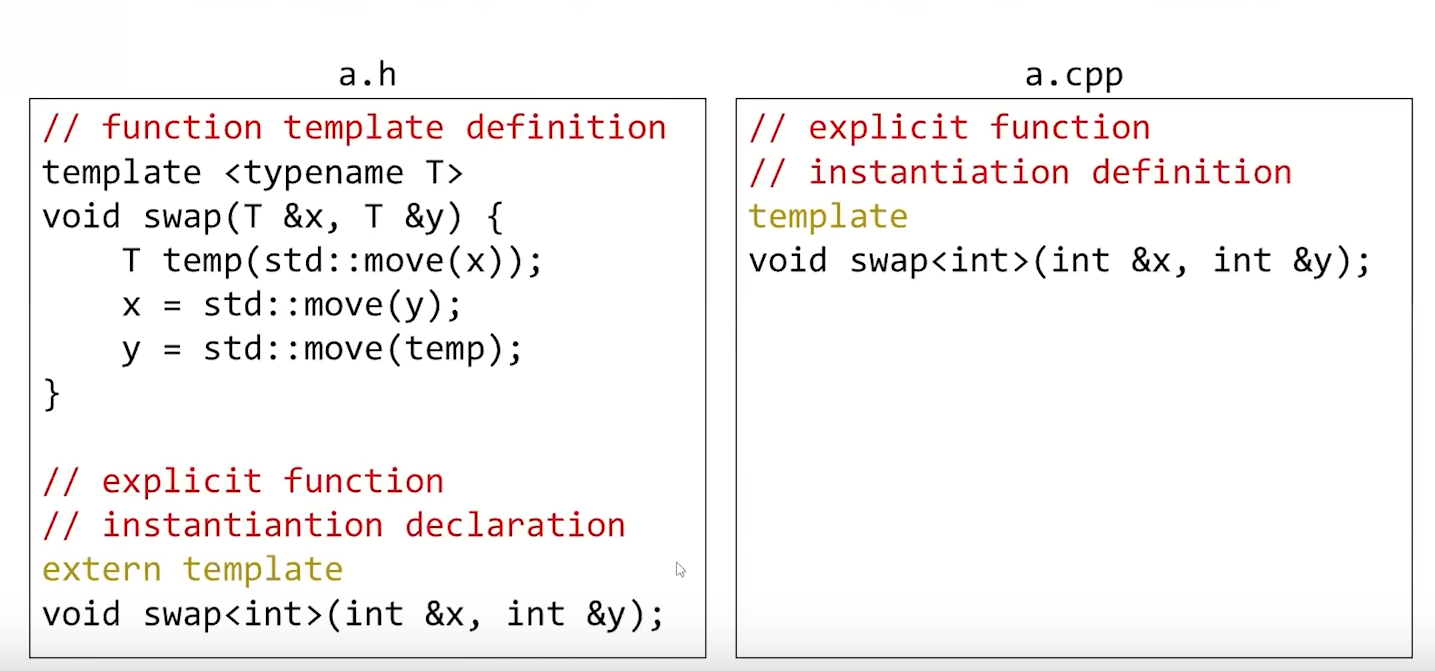 a.h
// function template definition
template <typename T>
void swap(T &x, T &y) {
    T temp(std::move(x));
    x = std::move(y);
    y = std::move(temp);
}
// explicit function
// instantiantion declaration
extern template
void swap<int>(int &x, int &y);
a.cpp
// explicit function
// instantiation definition
template
void swap<int>(int &x, int &y);